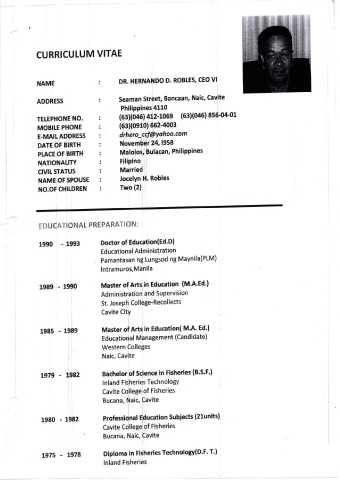 CURRICULUM VITAE
NAME : DR. HERNANDO D. ROBLES, CEO VI
ADDRESS : Seaman Street, Bancaan, Naic, Cavite
Philippines 4110
TELEPHONE NO. : (63)(046) 412-1069 (63)(046) 856-04-01
MOBILE PHONE : (63)(0910) 662-4003
E-MAIL ADDRESS : drhero_ccf@yahoo.com
DATE OF BIRTH : November 24, I958
PLACE OF BIRTH : Malolos, Bulacan, Philippines
NATIONALITY : Filipino
CIVIL STATUS : Married
NAME OF SPOUSE : Jocelyn H. Robles
NO.OF CHILDREN : Two (2)
EDUCATIONAL PREPARATION:
1990 - 1993 Doctor of Education(Ed.D)
Educational Administration
Pamantasan ng Lungsod ng Maynila(PLM)
Intramuros,Manila
1989 - 1990 Master of Arts in Education (M.A.Ed.)
Administration and Supervision
St. Joseph College-Recollects
Cavite City
1985 - 1989 Master of Arts in Education( M.A. Ed.)
Educational Management (Candidate)
Western Colleges
Naic, Cavite
1979 - 1982 Bachelor of Science in Fisheries (B.S.F.)
Inland Fisheries Technology
Cavite College of Fisheries
Bucana, Naic, Cavite
1980 - 1982 Professional Education Subjects (21units)
Cavite College of Fisheries
Bucana, Naic, Cavite
1975 - 1978 Diploma in Fisheries Technology(D.F. T.)
Inland Fisheries